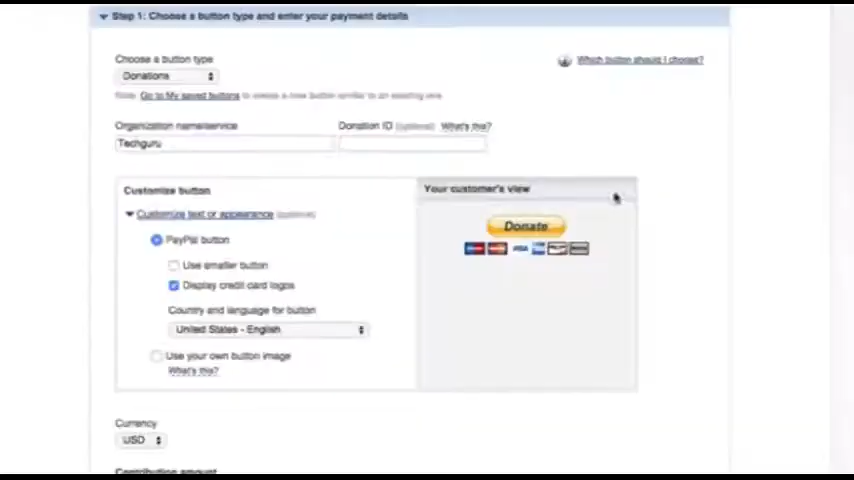 Step 1: Choose a button type and enter your payment details
Choose a button type
Which button should I choose?
Donations
Note: Go to My saved buttons to create a new button similar to an existing one.
Organization name/service
Donation ID (optional) What's this?
Techguru
Customize button
Your customer's view
Customize text or appearance (optional)
Donate
PayPal button
VISA
Use smaller button
Display credit card logos
Country and language for button
United States - English
Use your own button image
What's this?
Currency
USD
Contribution amount